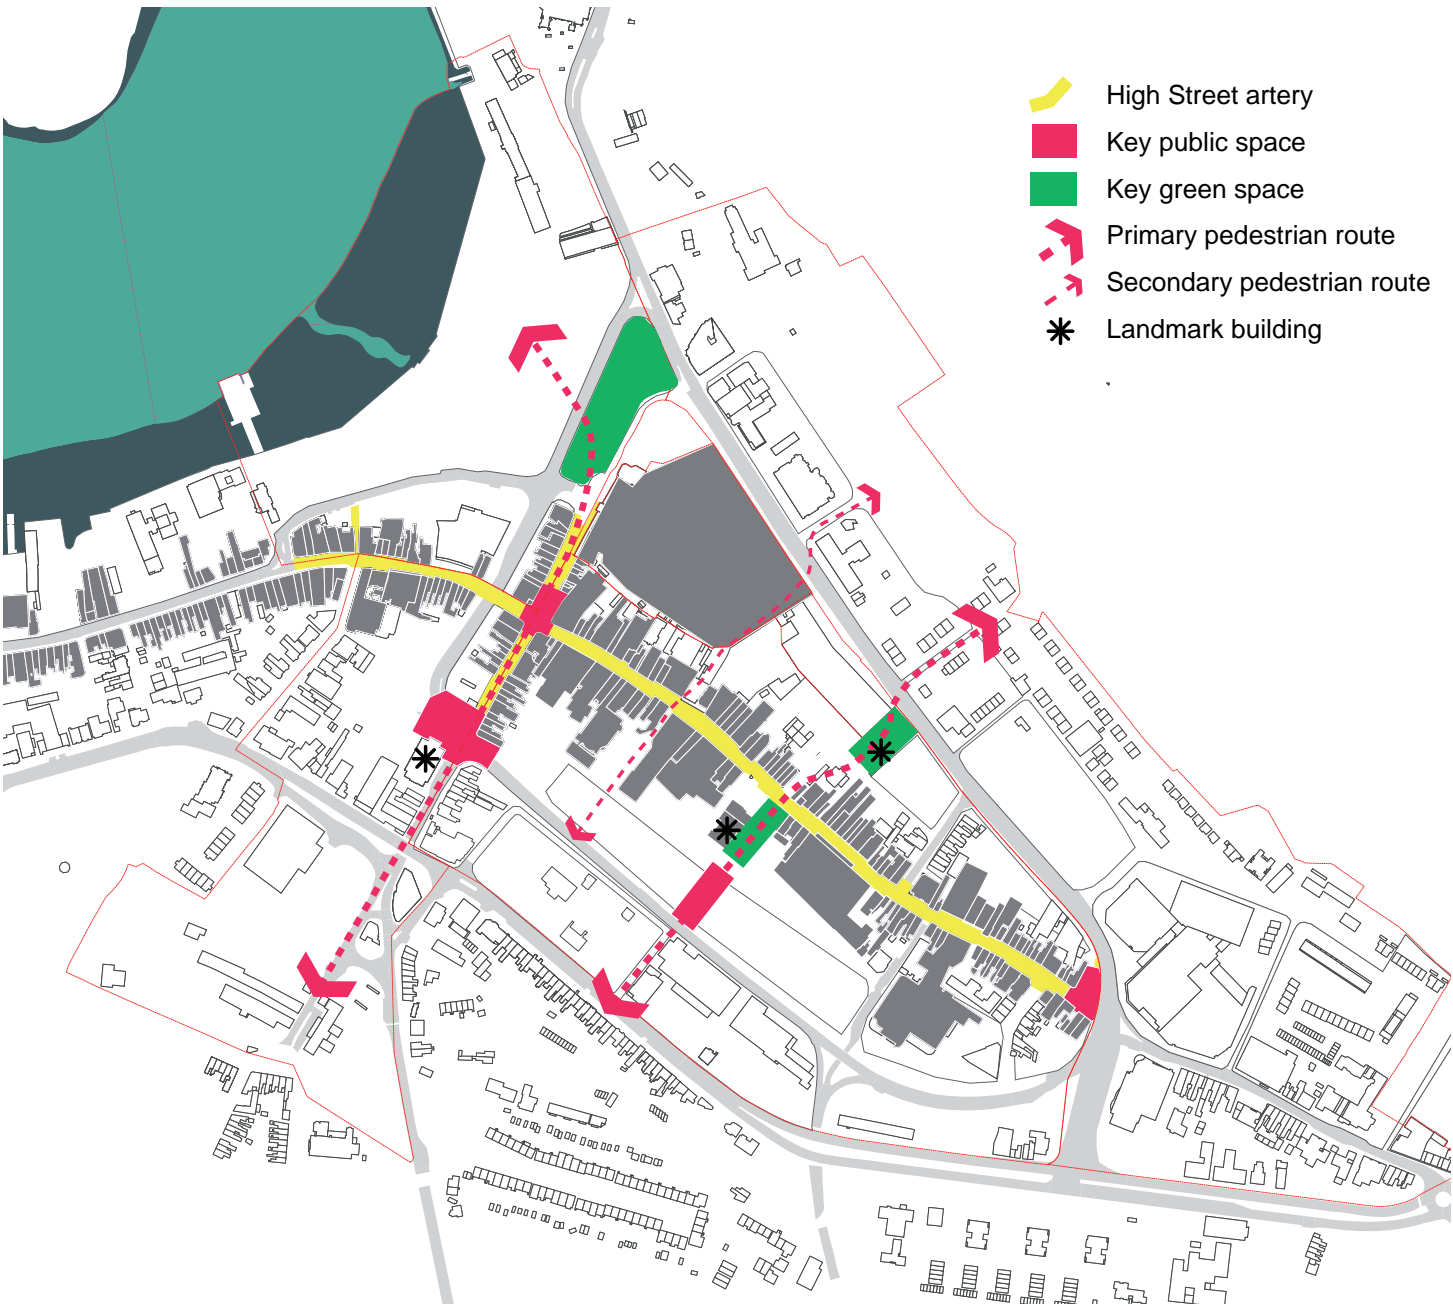 High Street artery
Key public space
Key green space
Primary pedestrian route
Secondary pedestrian route
Landmark building